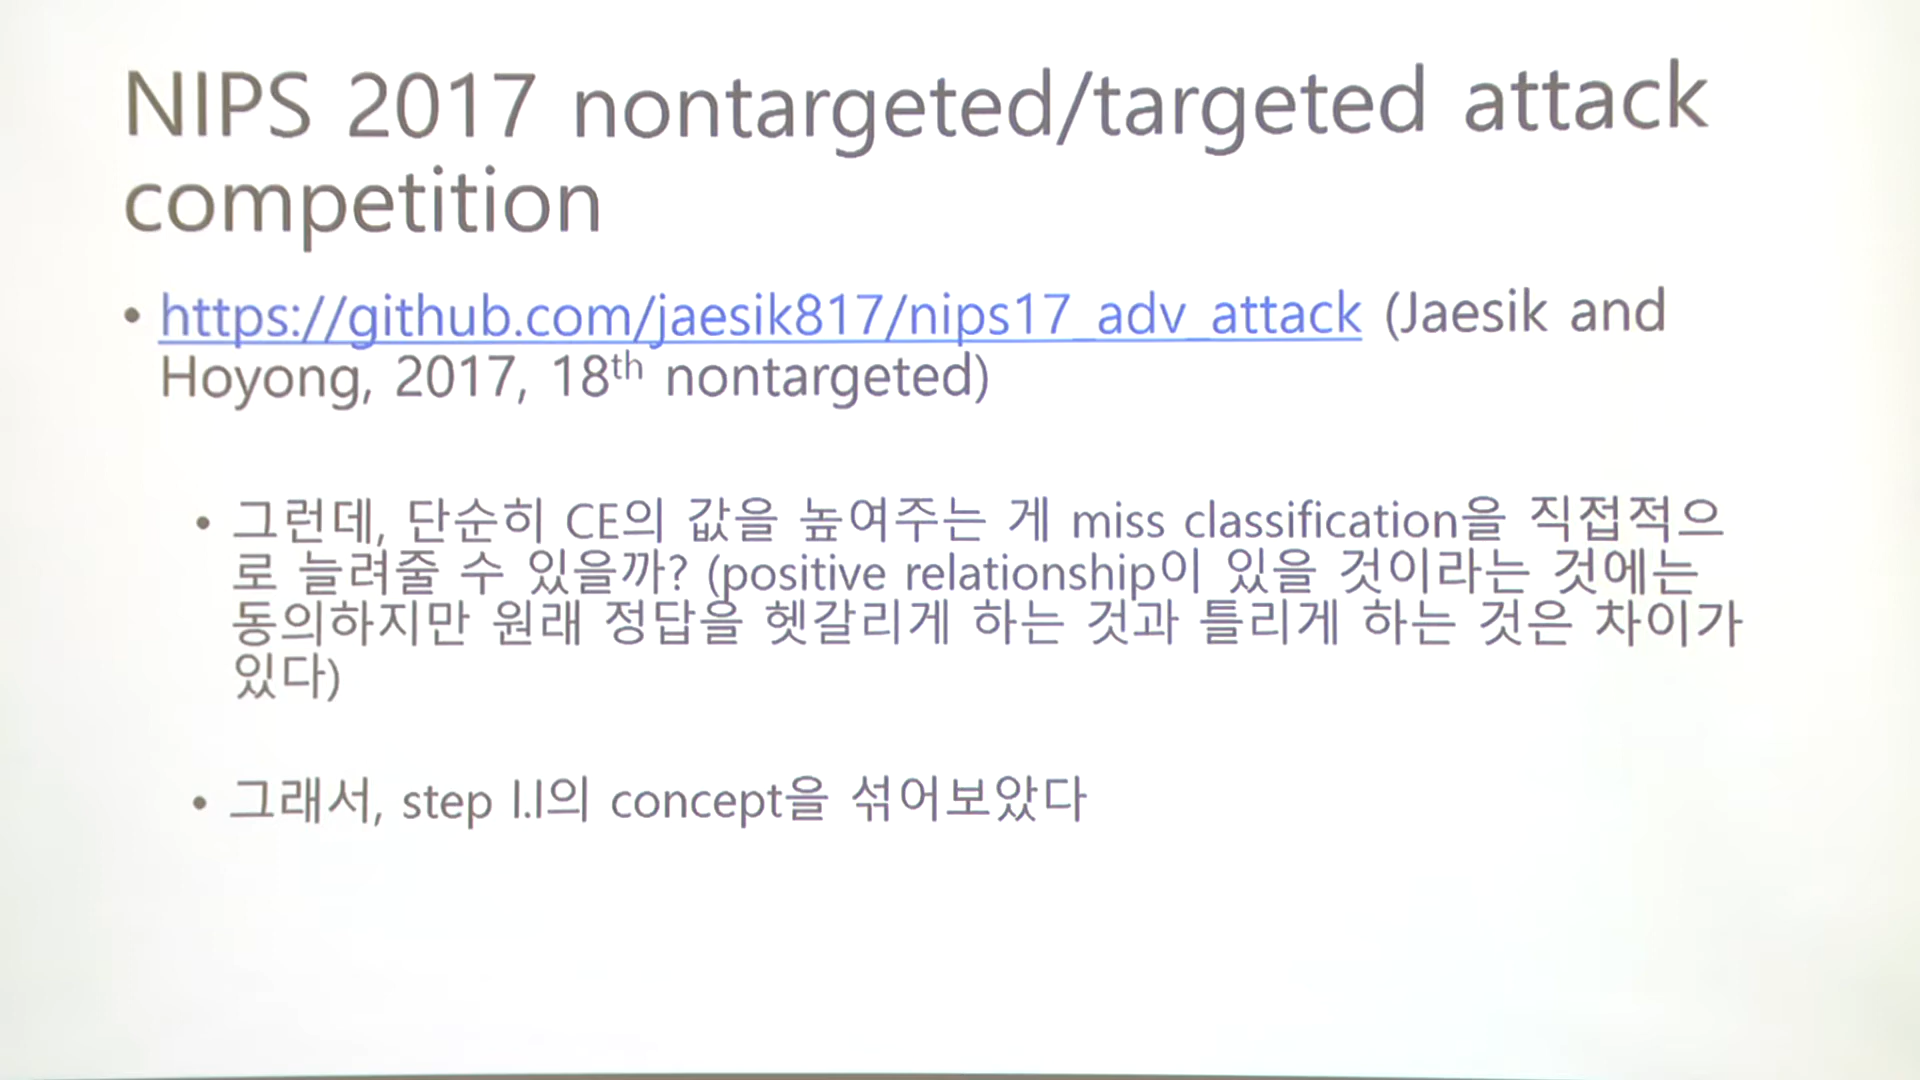 NIPS 2017 nontargeted/targeted attack
competition
• https://github.com/jaesik817/nips17_adv_attack (Jaesik and
Hoyong, 2017, 18th nontargeted)
• 그런데, 단순히 CE의 값을 높여주는 게 miss classification을 직접적으
로 늘려줄 수 있을까? (positive relationship이 있을 것이라는 것에는
동의하지만 원래 정답을 헷갈리게 하는 것과 틀리게 하는 것은 차이가
있다)
• 그래서, step l.l의 concept을 섞어보았다